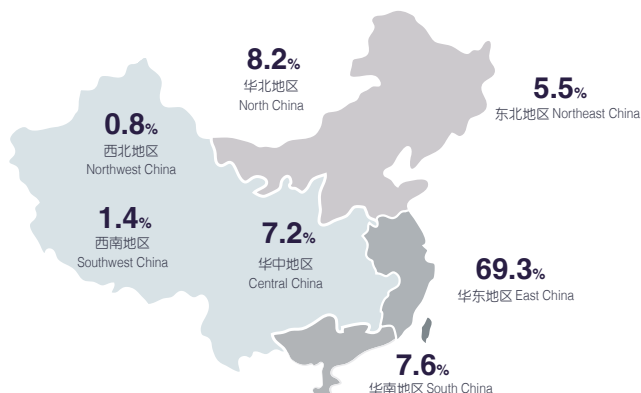 8.2%
华北地区
North China
5.5%
东北地区 Northeast China
0.8%
西北地区
Northwest China
1.4%
西南地区
Southwest China
7.2%
华中地区
Central China
69.3%
华东地区 East China
7.6%
华南地区 South China